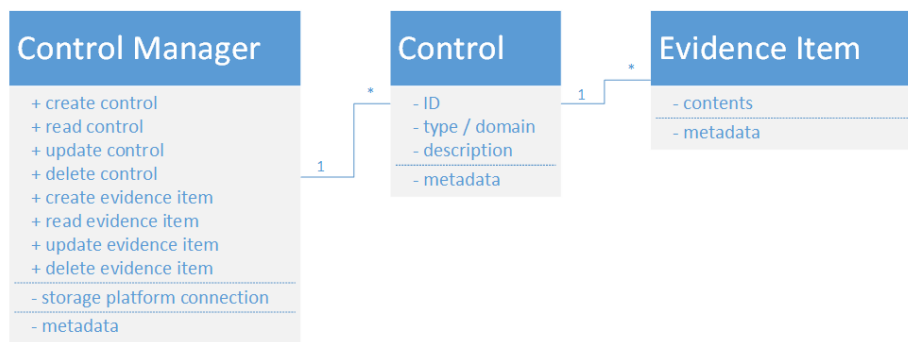 Control Manager
+ create control
+ read control
+ update control
+ delete control
+ create evidence item
+ read evidence item
+ update evidence item
+ delete evidence item
- storage platform connection
- metadata
1
*
Control
- ID
- type / domain
- description
- metadata
1
*
Evidence Item
- contents
- metadata